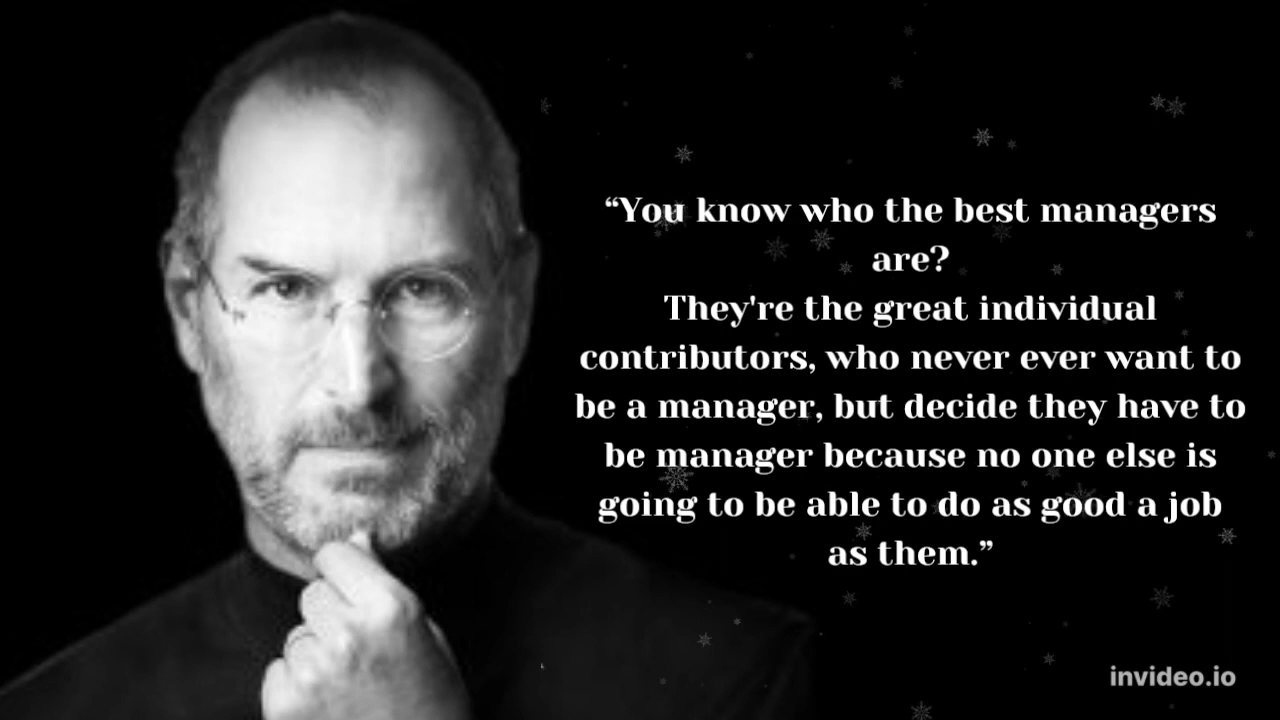 “You know who the best managers
are?
They're the great individual
contributors, who never ever want to
be a manager, but decide they have to
be manager because no one else is
going to be able to do as good a job
as them.”
invideo.io